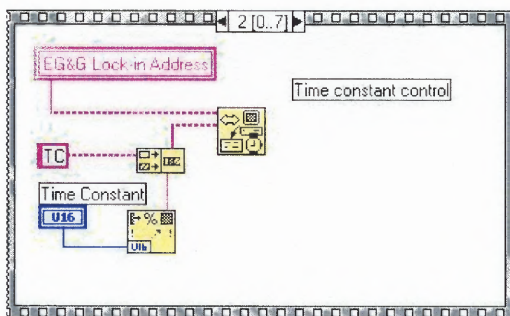 2 [0..7]
EG&G Lock-in Address
Time constant control
TC
Time Constant
U16
U16